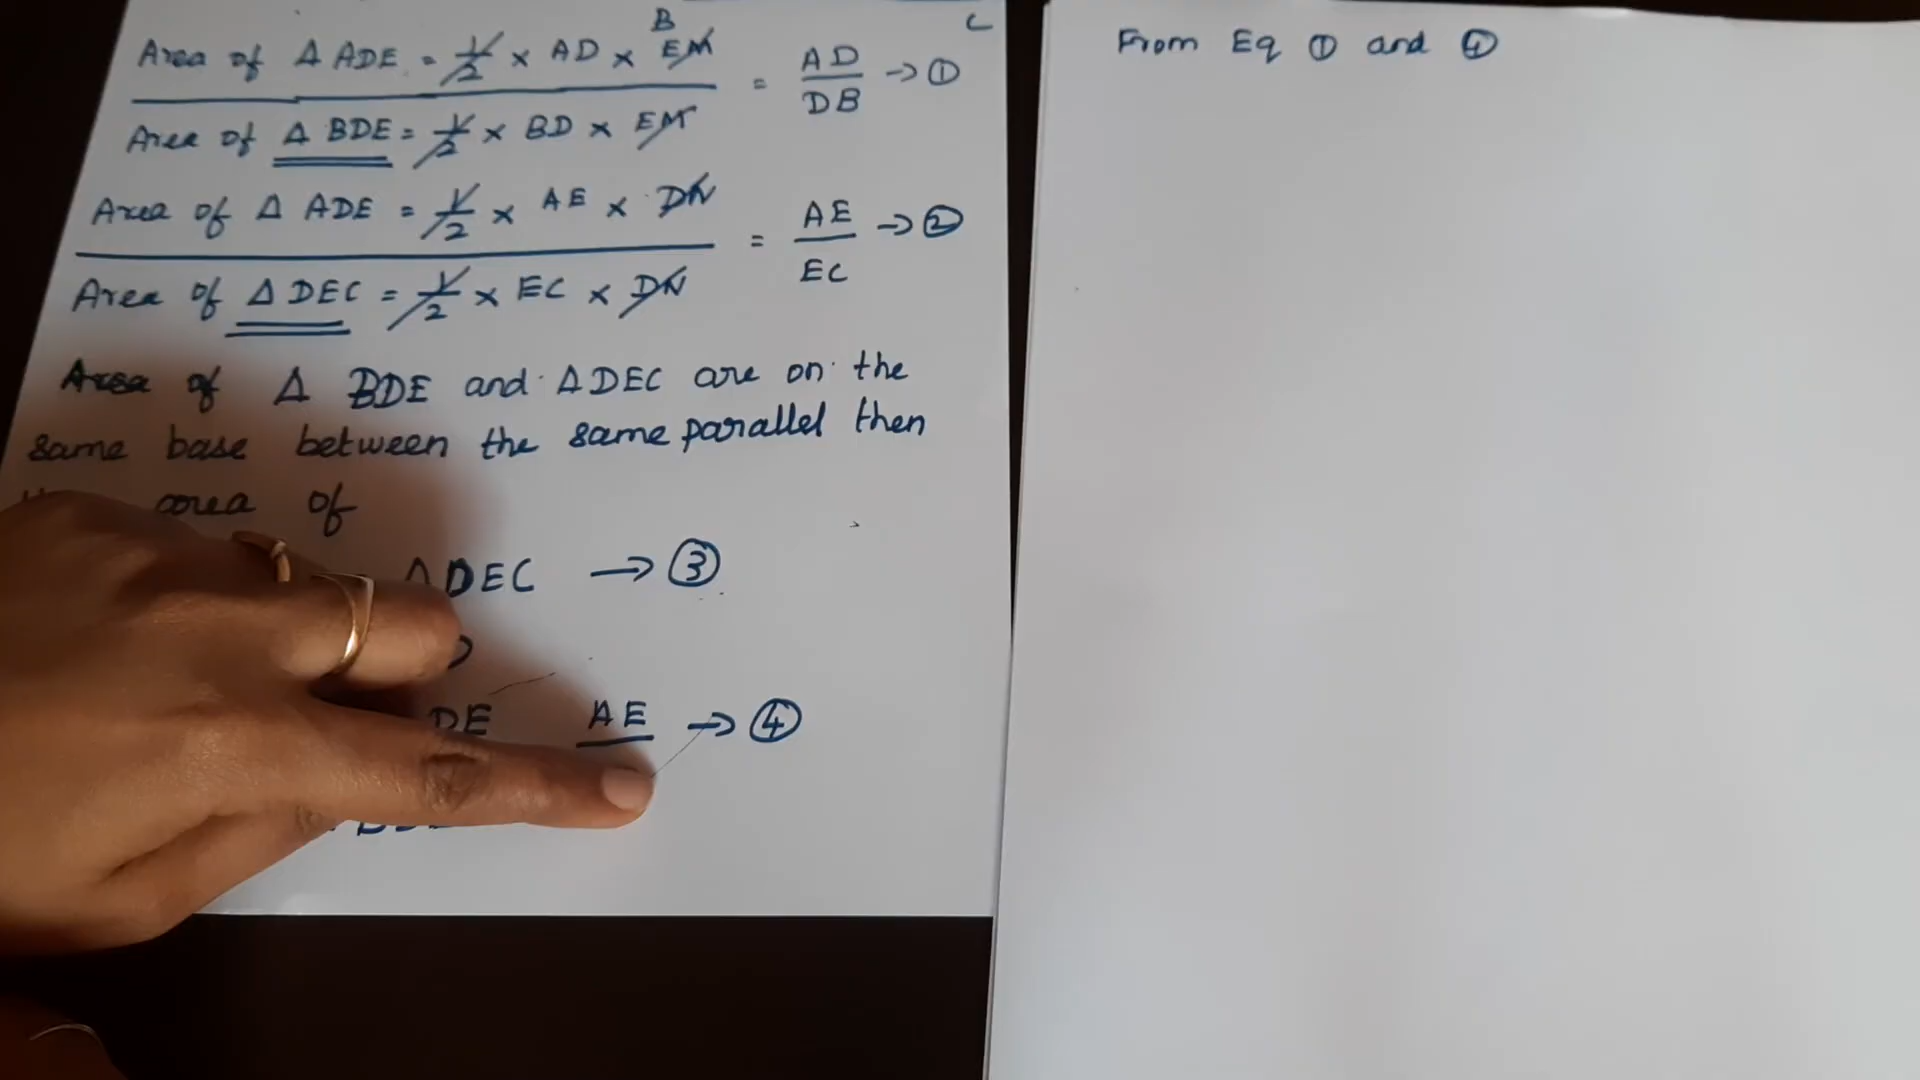 B C
Area of Δ ADE = 1/2 × AD × EM
= AD/DB → ①
Area of Δ BDE = 1/2 × BD × EM
Area of Δ ADE = 1/2 × AE × DN
= AE/EC → ②
Area of Δ DEC = 1/2 × EC × DN
Area of Δ BDE and Δ DEC are on the
same base between the same parallel then
area of
Δ DEC → ③
DE AE → ④
From Eq ① and ④